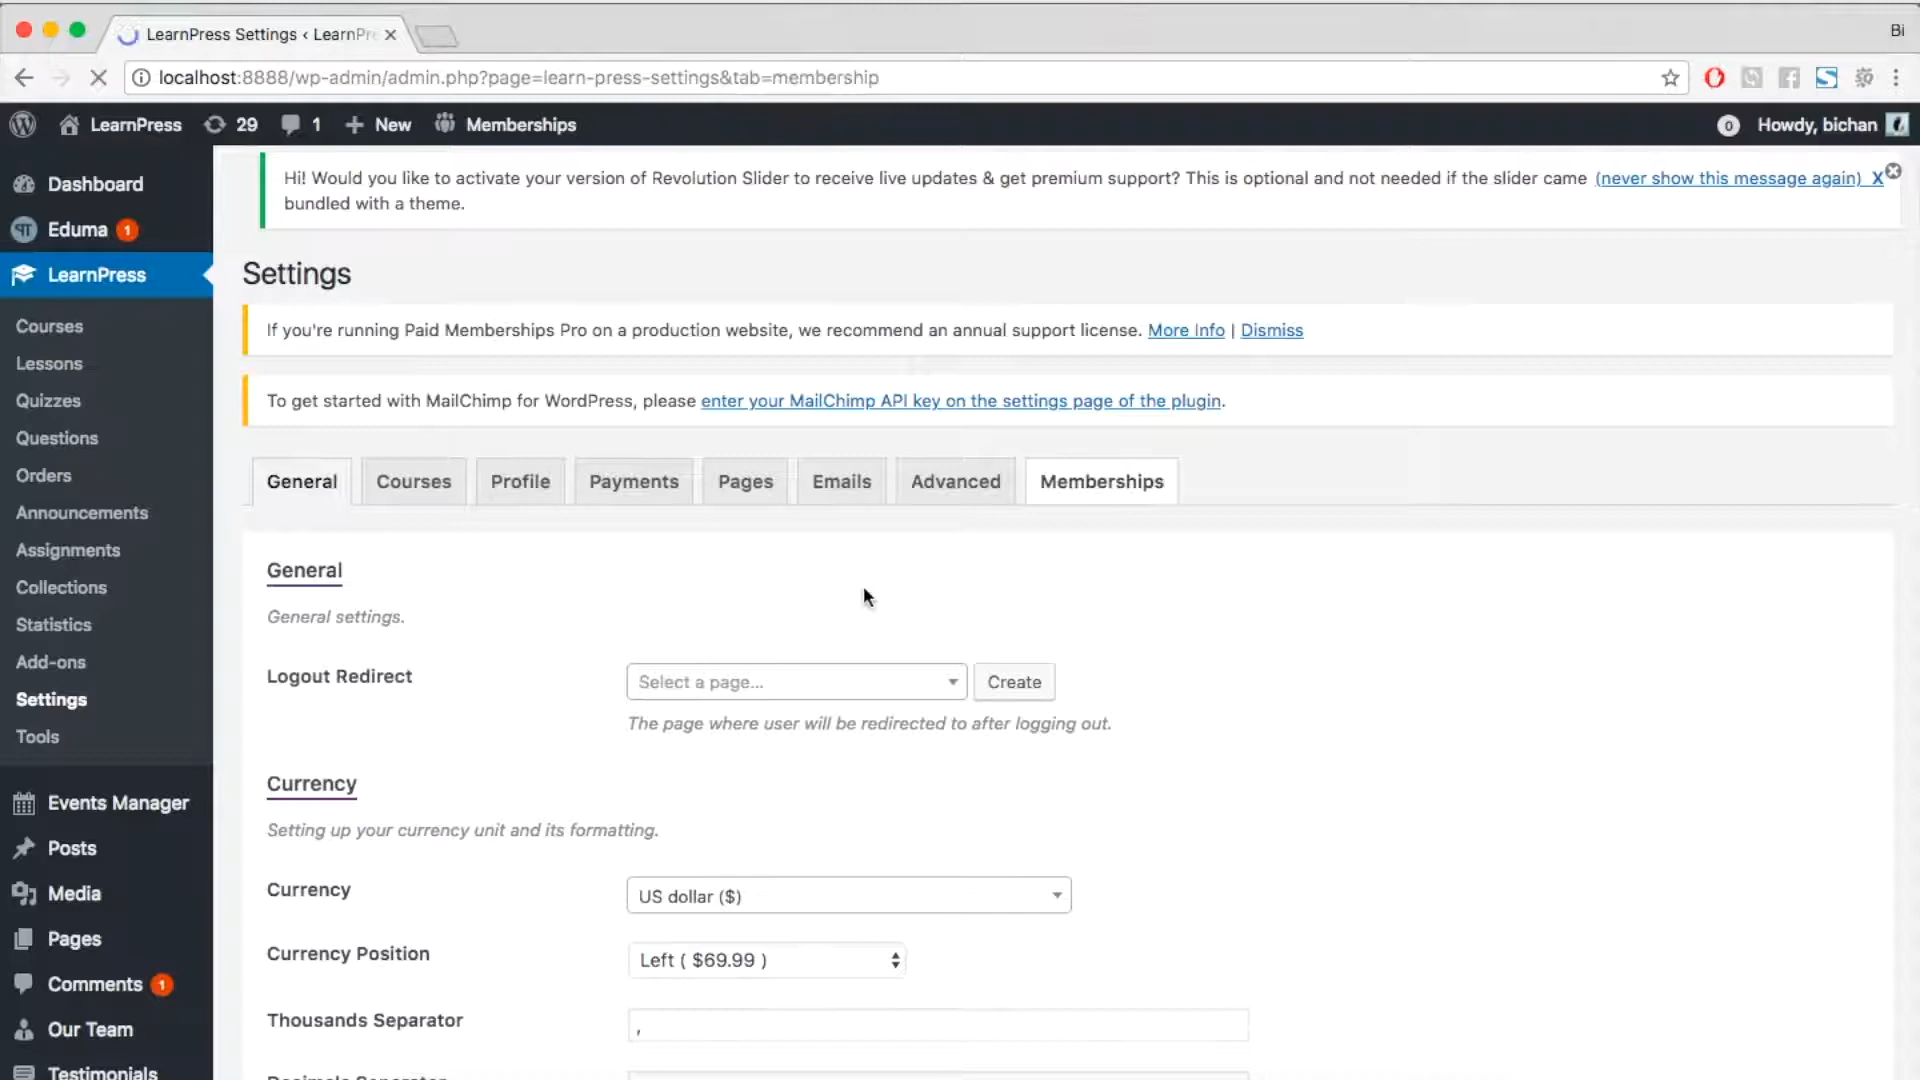 LearnPress Settings ‹ LearnPre
Bi
localhost:8888/wp-admin/admin.php?page=learn-press-settings&tab=membership
LearnPress 29 1 + New Memberships
0 Howdy, bichan
Dashboard
Eduma 1
LearnPress
Courses
Lessons
Quizzes
Questions
Orders
Announcements
Assignments
Collections
Statistics
Add-ons
Settings
Tools
Events Manager
Posts
Media
Pages
Comments 1
Our Team
Testimonials
Hi! Would you like to activate your version of Revolution Slider to receive live updates & get premium support? This is optional and not needed if the slider came (never show this message again) X
bundled with a theme.
Settings
If you're running Paid Memberships Pro on a production website, we recommend an annual support license. More Info | Dismiss
To get started with MailChimp for WordPress, please enter your MailChimp API key on the settings page of the plugin.
General Courses Profile Payments Pages Emails Advanced Memberships
General
General settings.
Logout Redirect Select a page... Create
The page where user will be redirected to after logging out.
Currency
Setting up your currency unit and its formatting.
Currency US dollar ($)
Currency Position Left ( $69.99 )
Thousands Separator ,